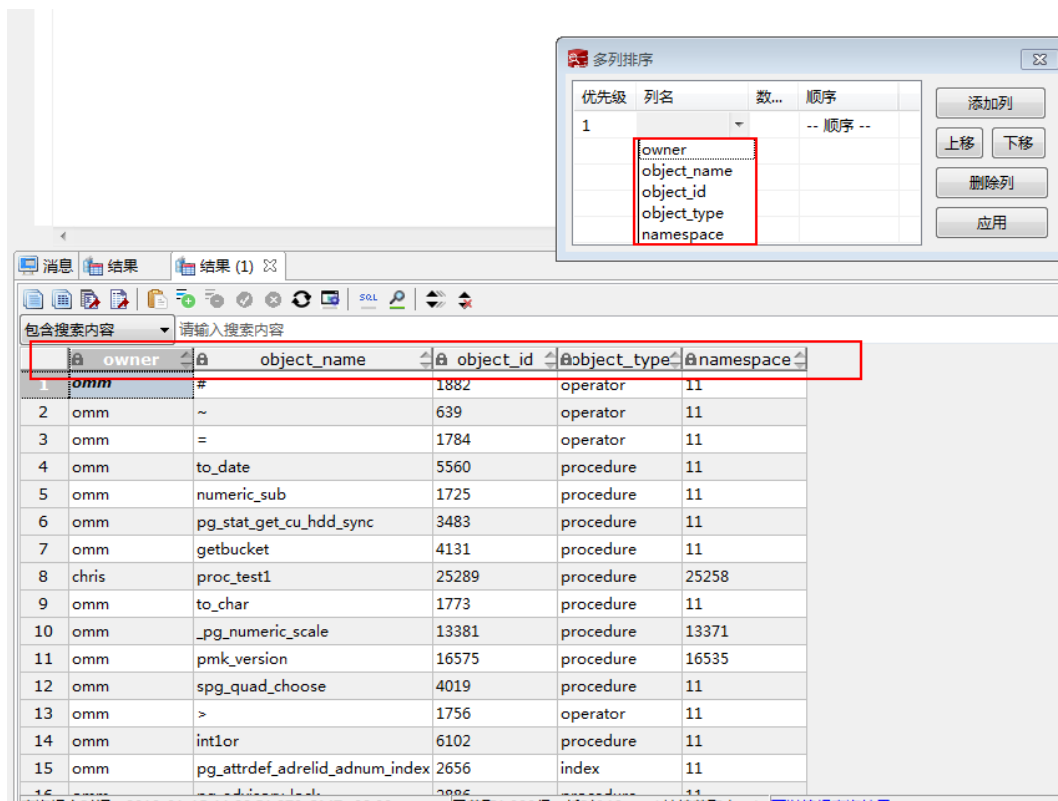 多列排序
优先级 列名 数... 顺序
1 -- 顺序 --
owner
object_name
object_id
object_type
namespace
添加列
上移 下移
删除列
应用
消息 结果 结果 (1)
SQL
包含搜索内容 请输入搜索内容
owner object_name object_id object_type namespace
1 omm # 1882 operator 11
2 omm ~ 639 operator 11
3 omm = 1784 operator 11
4 omm to_date 5560 procedure 11
5 omm numeric_sub 1725 procedure 11
6 omm pg_stat_get_cu_hdd_sync 3483 procedure 11
7 omm getbucket 4131 procedure 11
8 chris proc_test1 25289 procedure 25258
9 omm to_char 1773 procedure 11
10 omm _pg_numeric_scale 13381 procedure 13371
11 omm pmk_version 16575 procedure 16535
12 omm spg_quad_choose 4019 procedure 11
13 omm > 1756 operator 11
14 omm int1or 6102 procedure 11
15 omm pg_attrdef_adrelid_adnum_index 2656 index 11